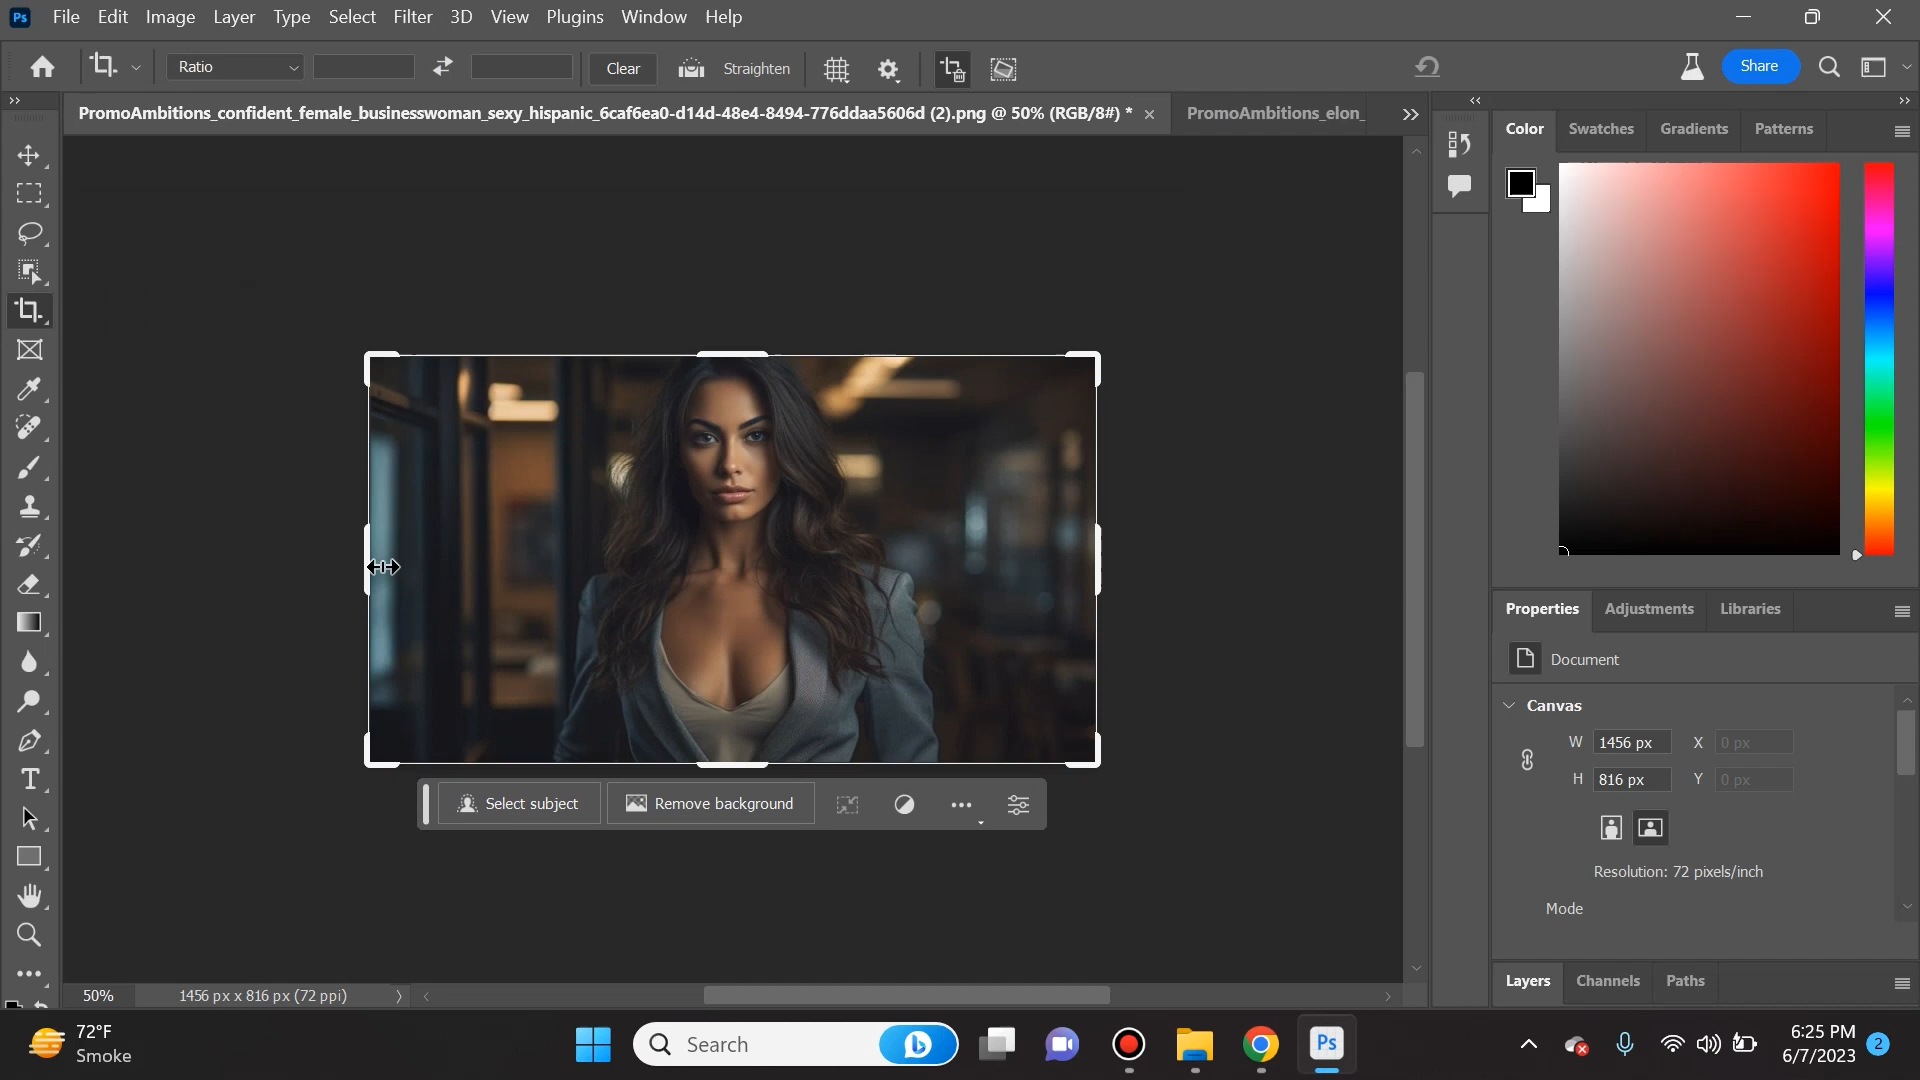 Ps File Edit Image Layer Type Select Filter 3D View Plugins Window Help
Ratio Clear Straighten Share
PromoAmbitions_confident_female_businesswoman_sexy_hispanic_6caf6ea0-d14d-48e4-8494-776ddaa5606d (2).png @ 50% (RGB/8#) * PromoAmbitions_elon_
Color Swatches Gradients Patterns
Properties Adjustments Libraries
Document
Canvas
W 1456 px X 0 px
H 816 px Y 0 px
Select subject Remove background
Resolution: 72 pixels/inch
Mode
Layers Channels Paths
50% 1456 px x 816 px (72 ppi)
72°F
Smoke
Search
Ps
6:25 PM
6/7/2023
2